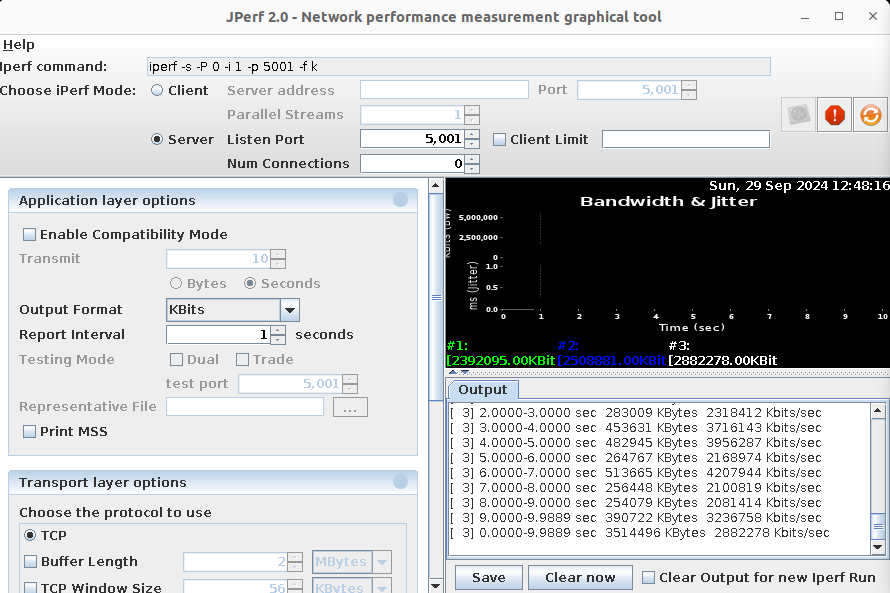 JPerf 2.0 - Network performance measurement graphical tool
Help
Iperf command: iperf -s -P 0 -i 1 -p 5001 -f k
Choose iPerf Mode: Client Server address Port 5,001
Parallel Streams 1
Server Listen Port 5,001 Client Limit
Num Connections 0
Application layer options
Enable Compatibility Mode
Transmit 10
Bytes Seconds
Output Format KBits
Report Interval 1 seconds
Testing Mode Dual Trade
test port 5,001
Representative File ...
Print MSS
Transport layer options
Choose the protocol to use
TCP
Buffer Length 2 MBytes
TCP Window Size 56 KBytes
Sun, 29 Sep 2024 12:48:16
Bandwidth & Jitter
Kbits (BW)
5,000,000
2,500,000
0
ms (Jitter)
1.0
0.5
0.0
0 1 2 3 4 5 6 7 8 9 10
Time (sec)
#1: #2: #3:
[2392095.00KBit [2508881.00KBit [2882278.00KBit
Output
[ 3] 2.0000-3.0000 sec 283009 KBytes 2318412 Kbits/sec
[ 3] 3.0000-4.0000 sec 453631 KBytes 3716143 Kbits/sec
[ 3] 4.0000-5.0000 sec 482945 KBytes 3956287 Kbits/sec
[ 3] 5.0000-6.0000 sec 264767 KBytes 2168974 Kbits/sec
[ 3] 6.0000-7.0000 sec 513665 KBytes 4207944 Kbits/sec
[ 3] 7.0000-8.0000 sec 256448 KBytes 2100819 Kbits/sec
[ 3] 8.0000-9.0000 sec 254079 KBytes 2081414 Kbits/sec
[ 3] 9.0000-9.9889 sec 390722 KBytes 3236758 Kbits/sec
[ 3] 0.0000-9.9889 sec 3514496 KBytes 2882278 Kbits/sec
Save Clear now Clear Output for new Iperf Run